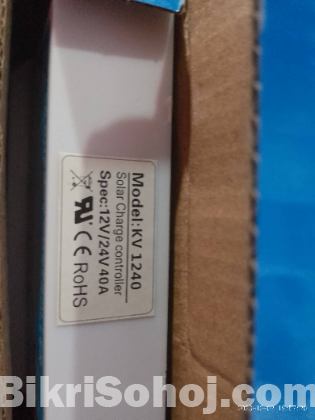 Model:KV 1240
Solar Charge controller
Spec:12V/24V 40A
CE RoHS
BikriSohoj.com